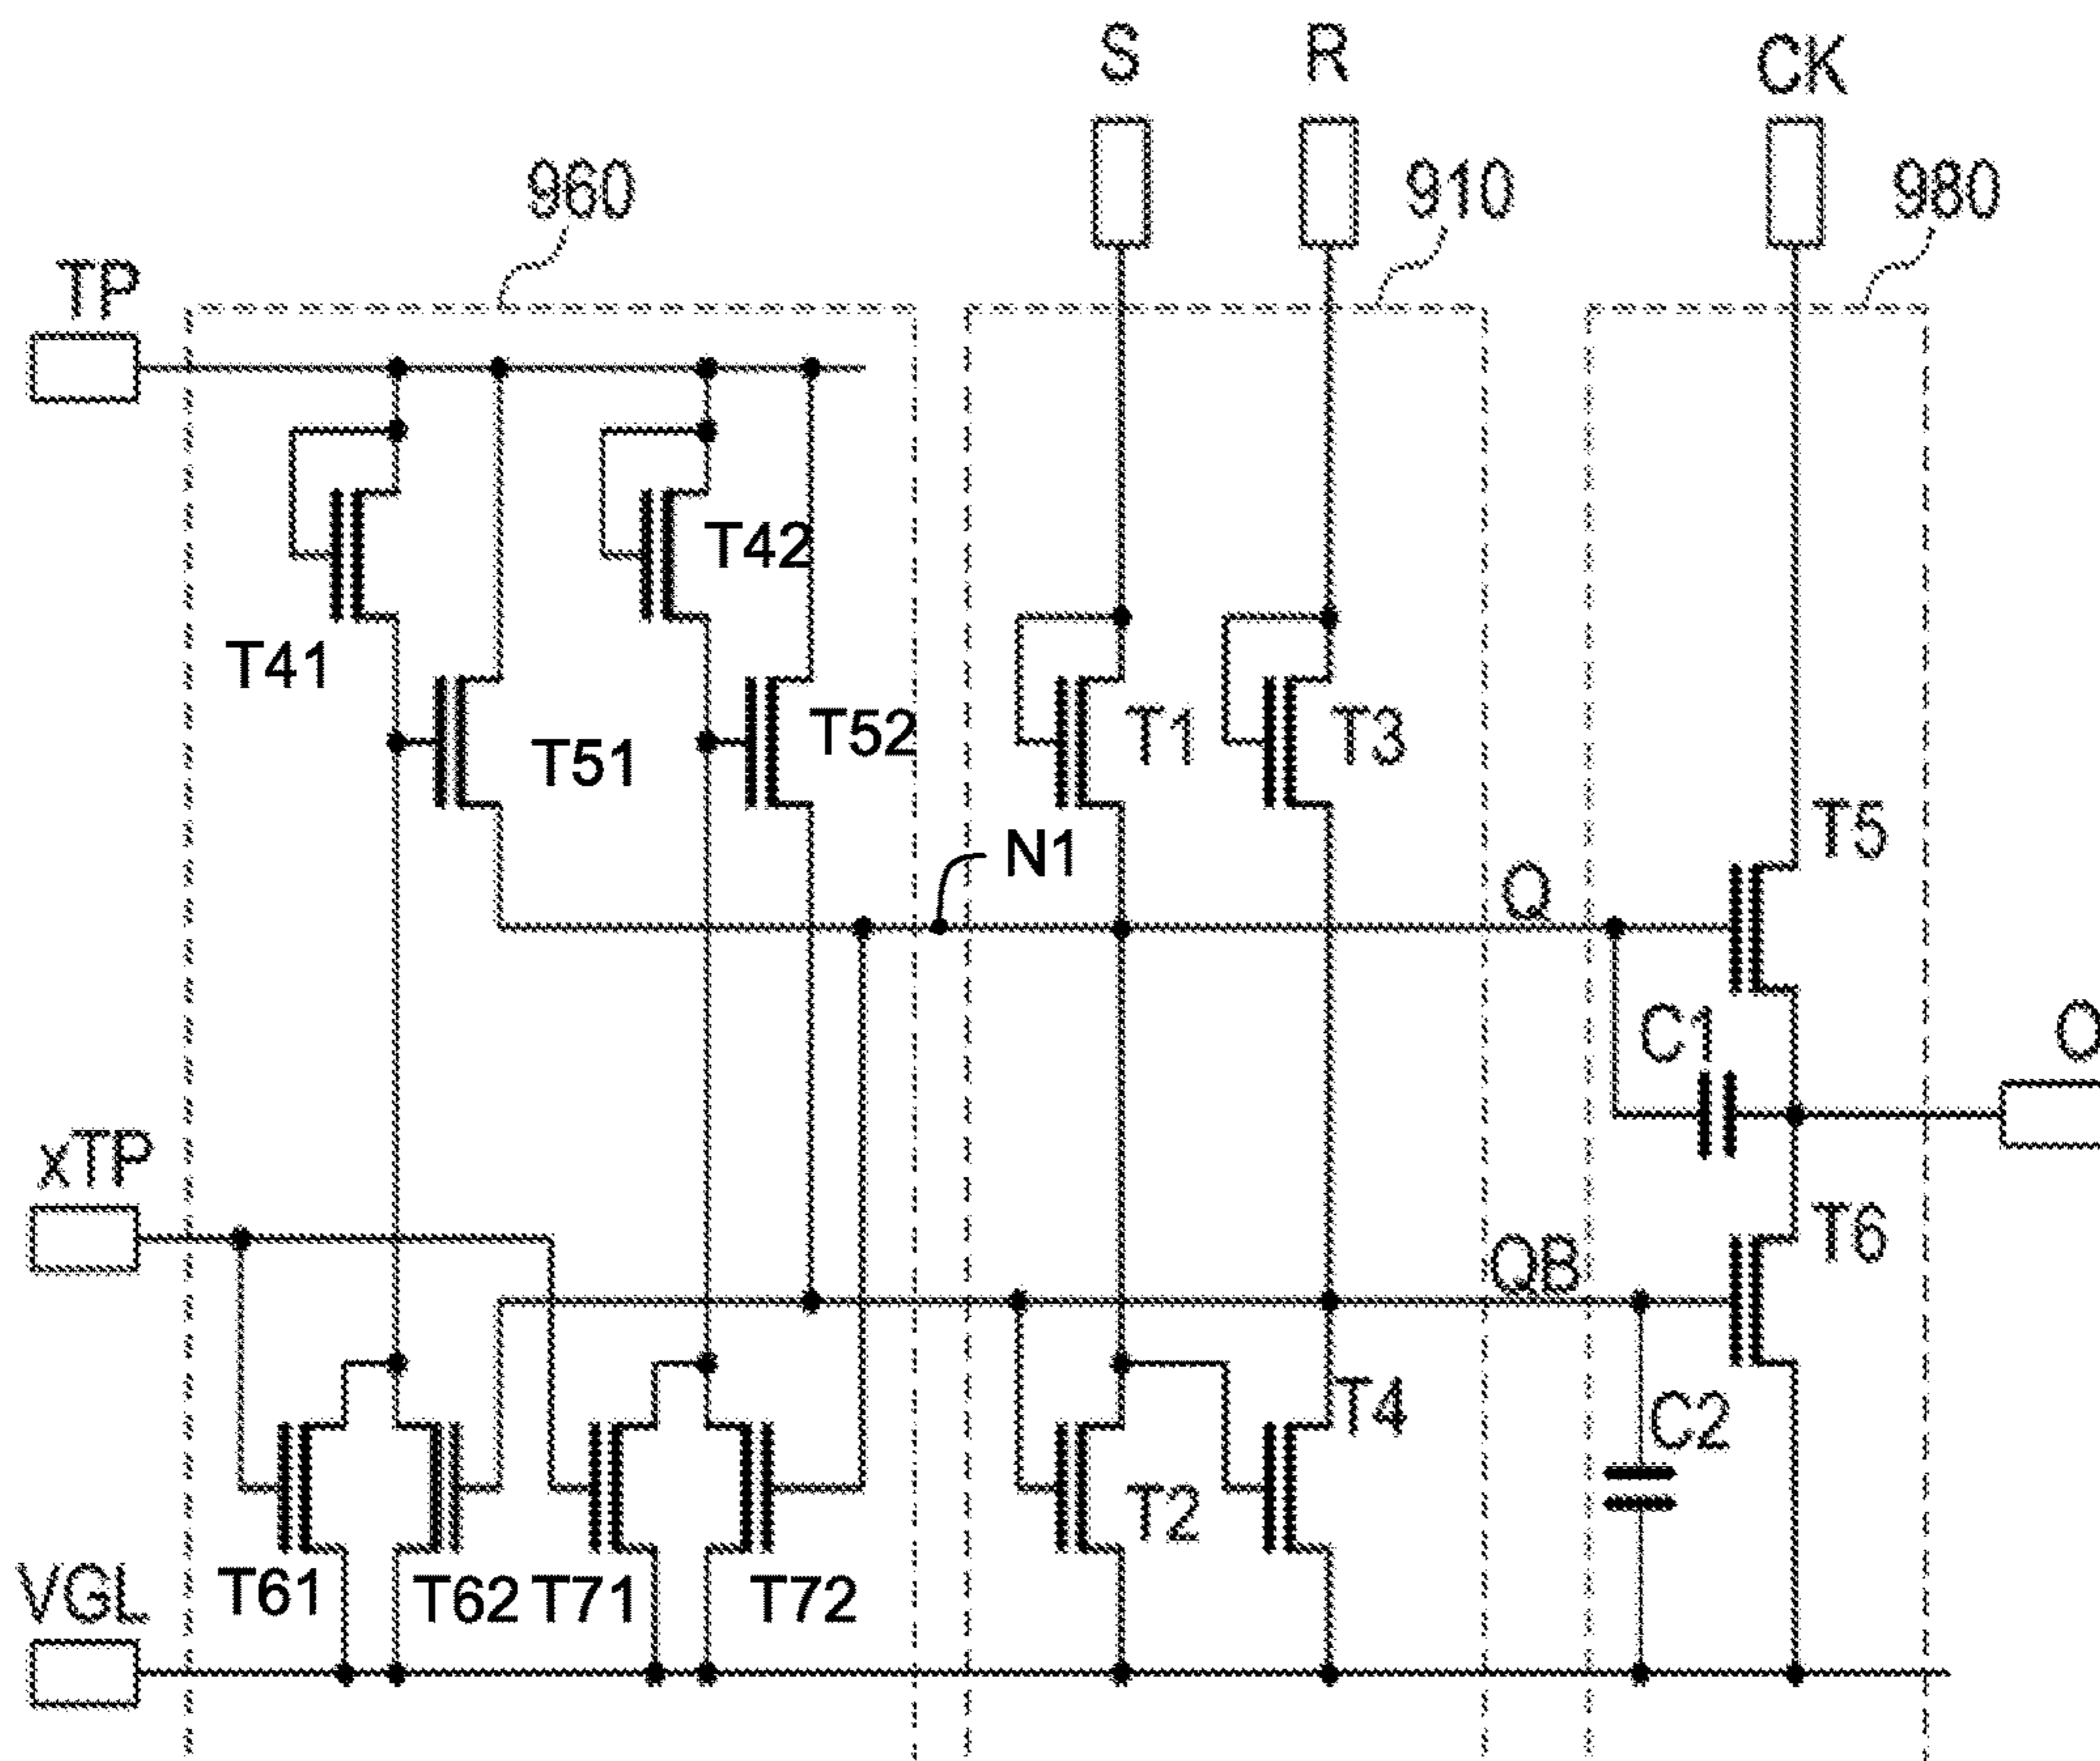 S R CK
960 910 980
TP
T42
T41
T52
T51
T1 T3
T5
N1
Q
C1
O
xTP
T6
QB
T4
C2
T2
VGL
T61 T62 T71 T72